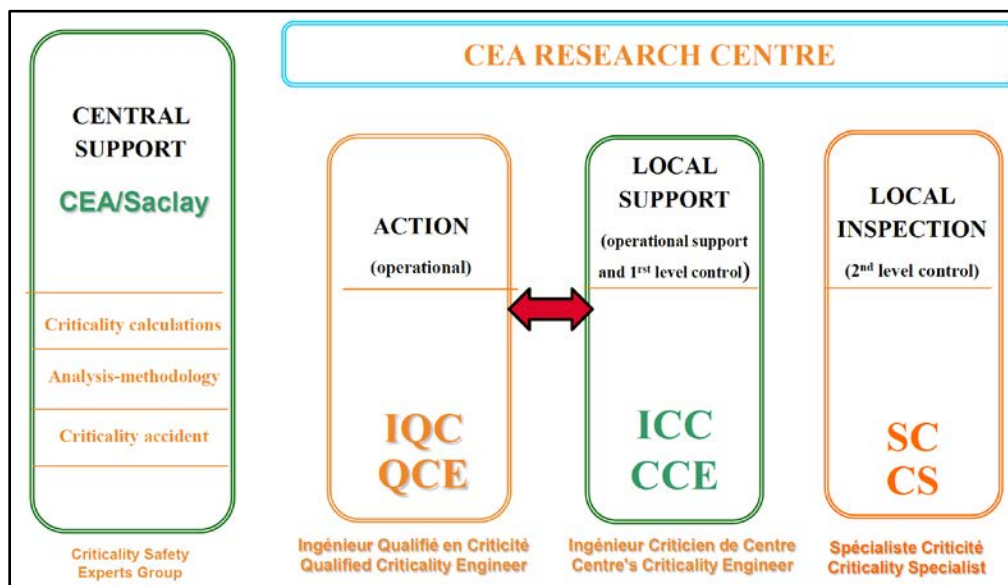 CENTRAL
SUPPORT
CEA/Saclay
Criticality calculations
Analysis-methodology
Criticality accident
Criticality Safety
Experts Group
CEA RESEARCH CENTRE
ACTION
(operational)
IQC
QCE
Ingénieur Qualifié en Criticité
Qualified Criticality Engineer
LOCAL
SUPPORT
(operational support
and 1rst level control)
ICC
CCE
Ingénieur Criticien de Centre
Centre's Criticality Engineer
LOCAL
INSPECTION
(2nd level control)
SC
CS
Spécialiste Criticité
Criticality Specialist